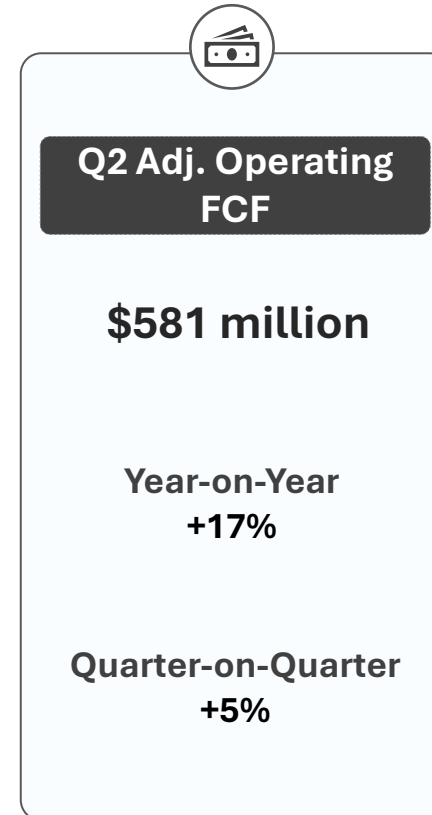 Q2 Adj. Operating
FCF
$581 million
Year-on-Year
+17%
Quarter-on-Quarter
+5%